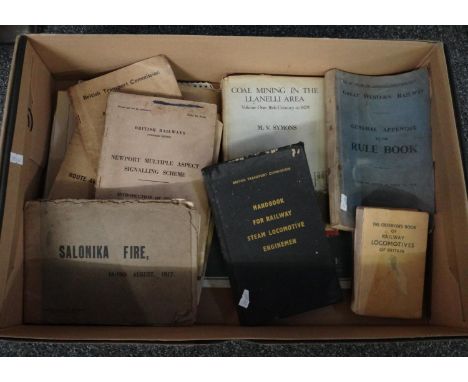 British Transport Commission
BRITISH RAILWAYS
NEWPORT MULTIPLE ASPECT
SIGNALLING SCHEME
COAL MINING IN THE
LLANELLI AREA
M. V. SYMONS
GREAT WESTERN RAILWAY
GENERAL APPENDIX
TO THE
RULE BOOK
BRITISH TRANSPORT COMMISSION
HANDBOOK
FOR RAILWAY
STEAM LOCOMOTIVE
ENGINEMEN
SALONIKA FIRE,
AUGUST, 1917.
THE OBSERVER'S BOOK
OF
RAILWAY
LOCOMOTIVES
OF BRITAIN